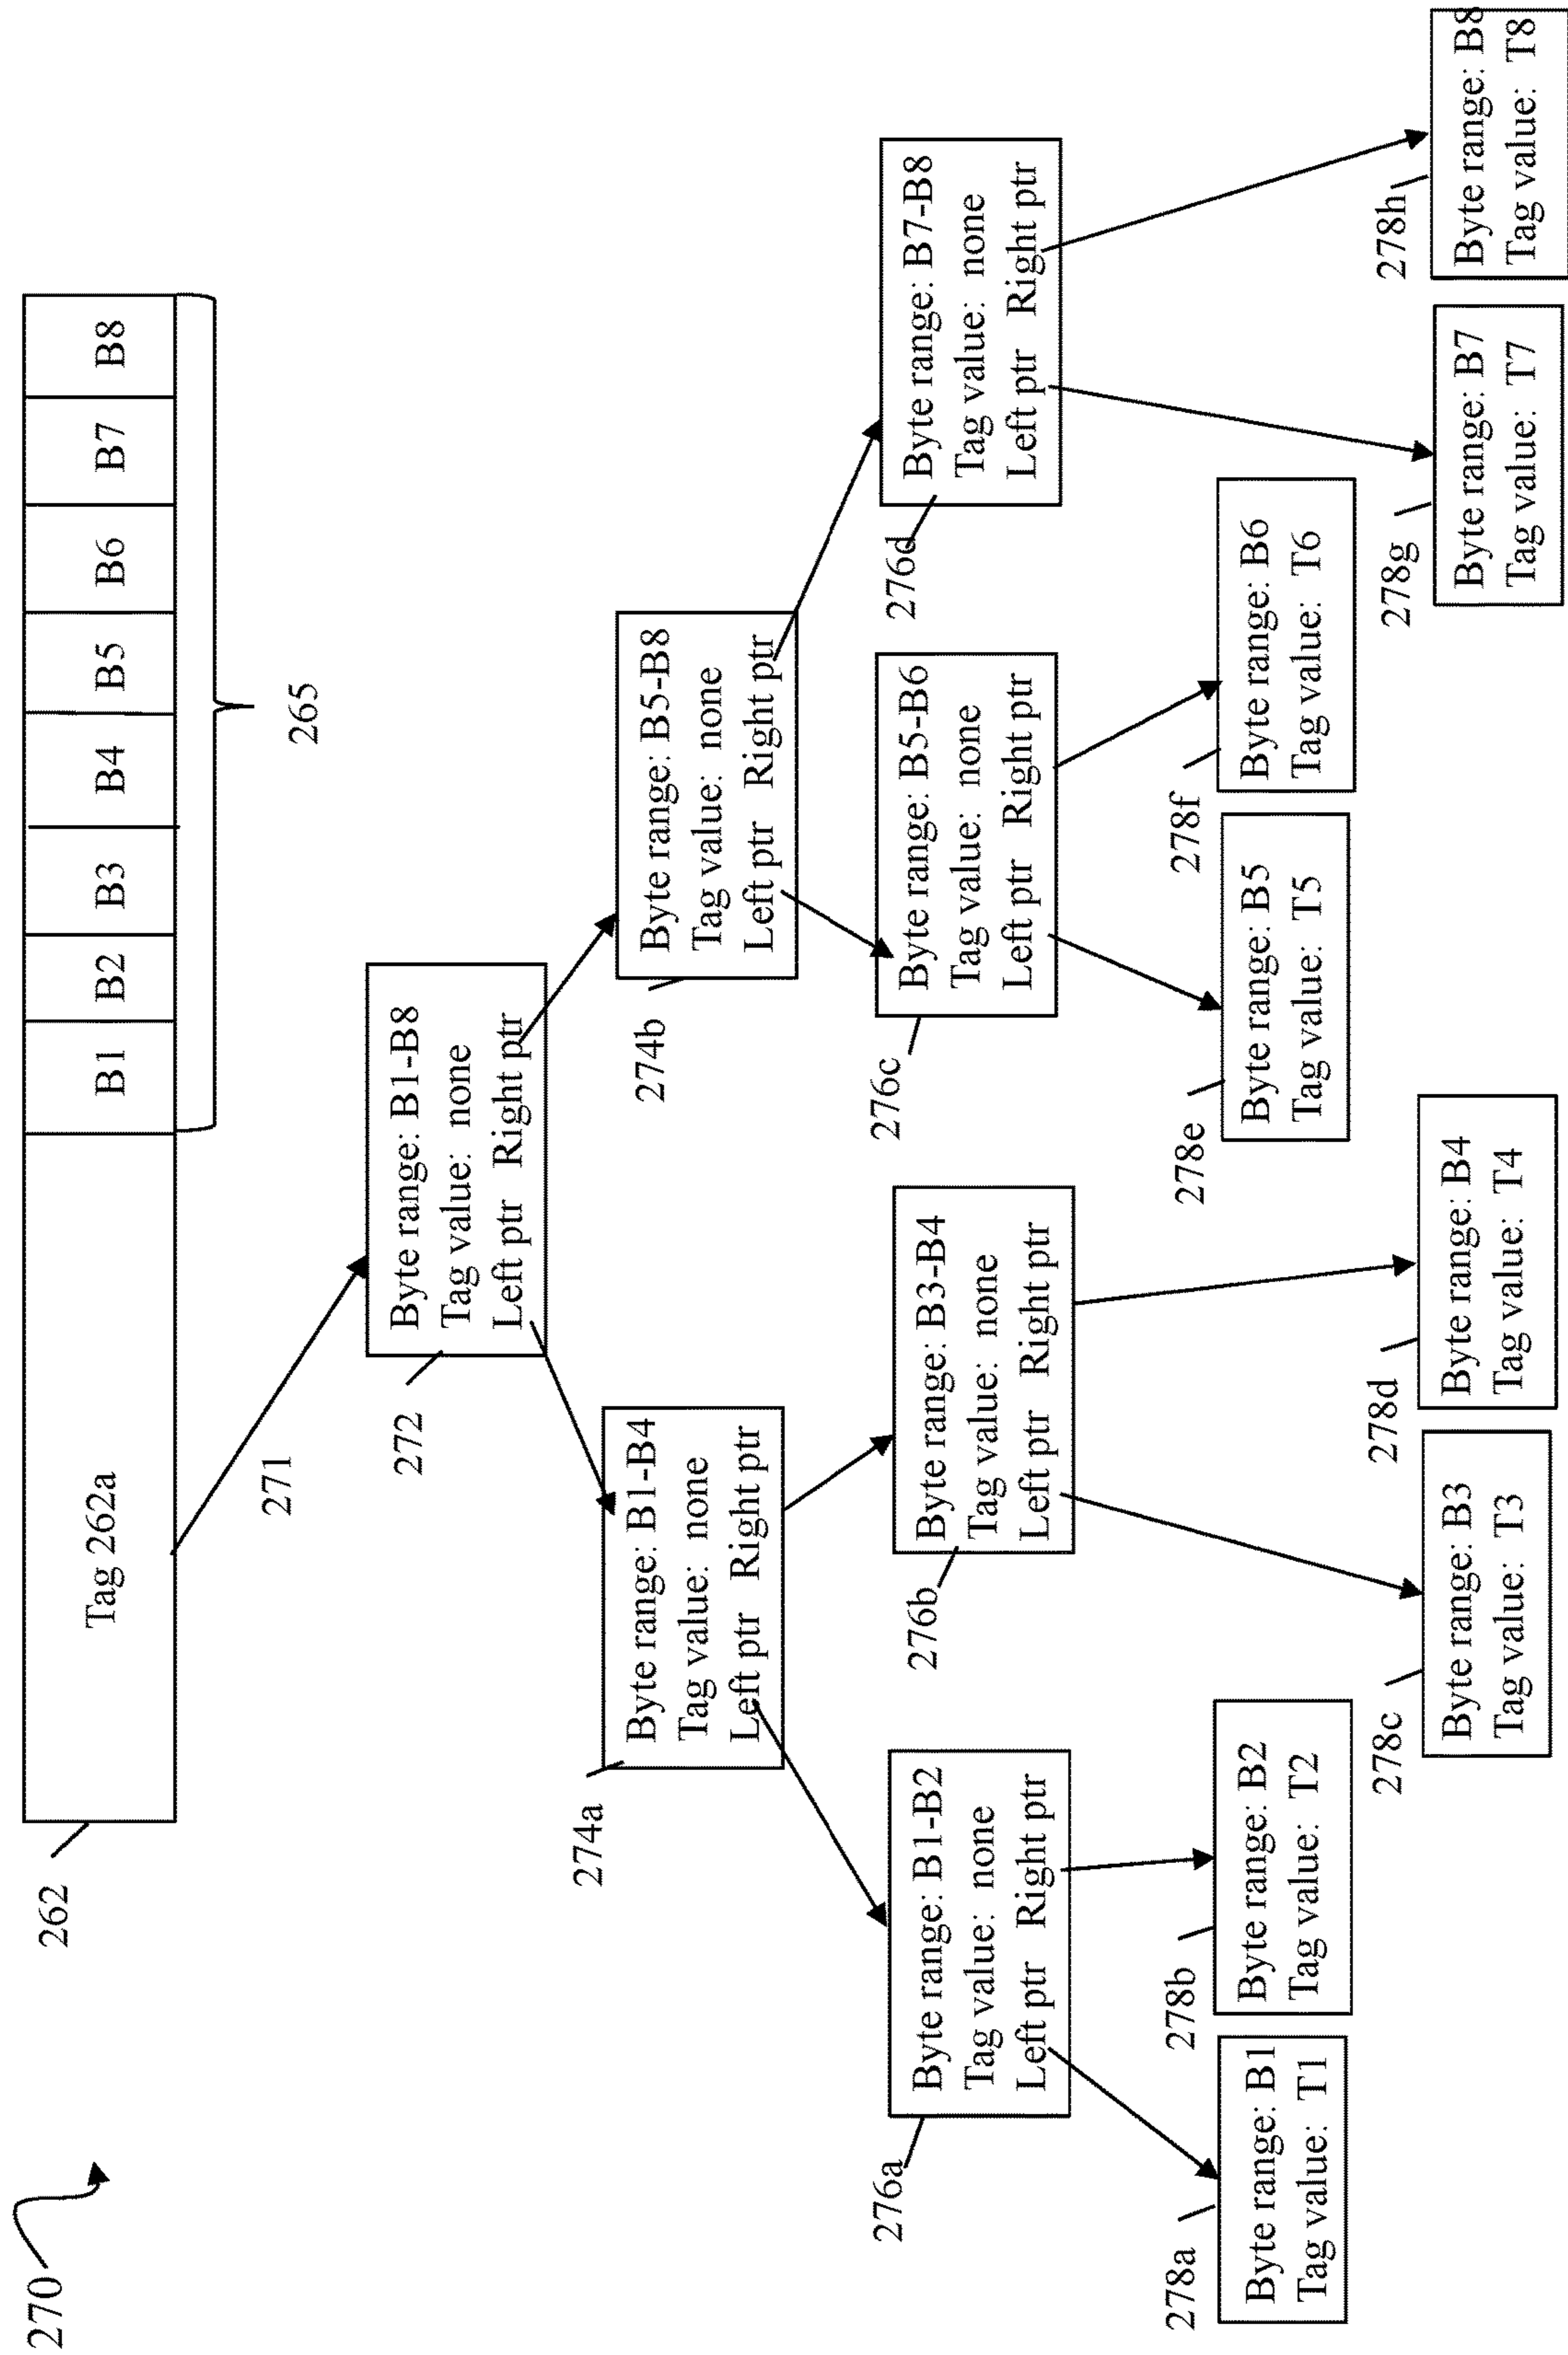 270
262
Tag 262a
B1
B2
B3
B4
B5
B6
B7
B8
265
271
272
Byte range: B1-B8
Tag value: none
Left ptr Right ptr
274a
Byte range: B1-B4
Tag value: none
Left ptr Right ptr
274b
Byte range: B5-B8
Tag value: none
Left ptr Right ptr
276a
Byte range: B1-B2
Tag value: none
Left ptr Right ptr
276b
Byte range: B3-B4
Tag value: none
Left ptr Right ptr
276c
Byte range: B5-B6
Tag value: none
Left ptr Right ptr
276d
Byte range: B7-B8
Tag value: none
Left ptr Right ptr
278a
Byte range: B1
Tag value: T1
278b
Byte range: B2
Tag value: T2
278c
Byte range: B3
Tag value: T3
278d
Byte range: B4
Tag value: T4
278e
Byte range: B5
Tag value: T5
278f
Byte range: B6
Tag value: T6
278g
Byte range: B7
Tag value: T7
278h
Byte range: B8
Tag value: T8